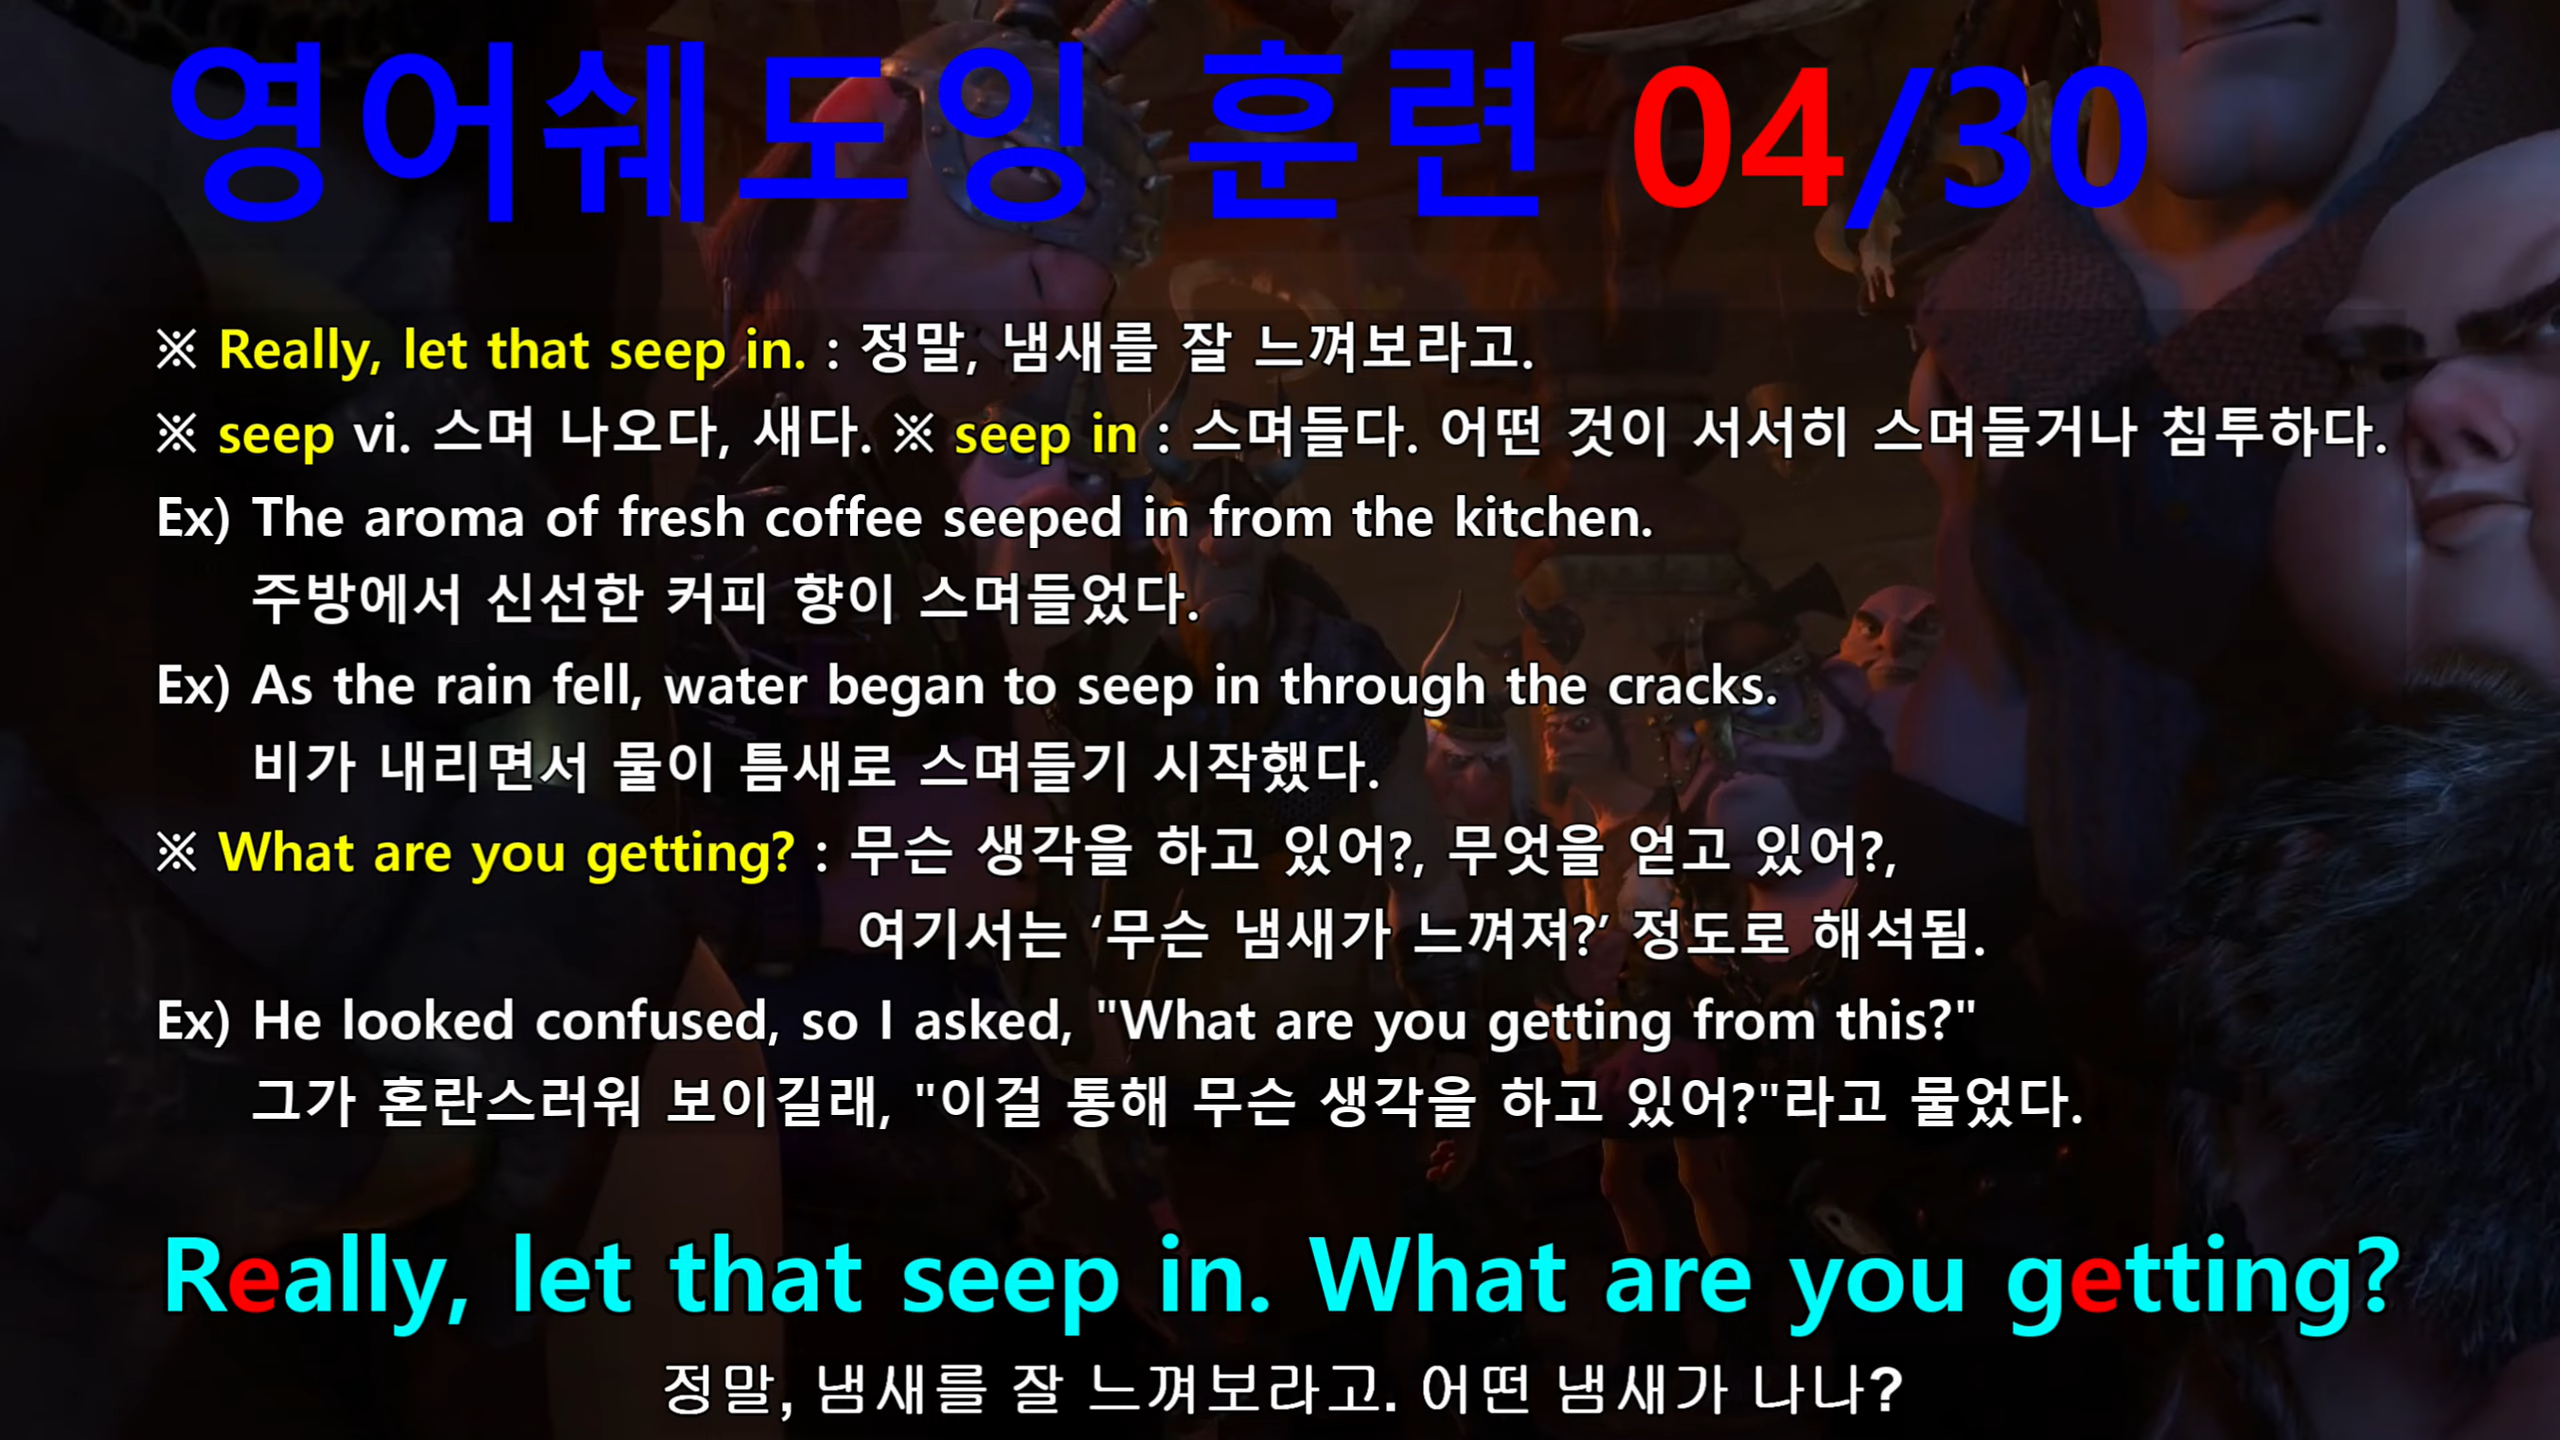 영어쉐도잉 훈련 04/30
※ Really, let that seep in. : 정말, 냄새를 잘 느껴보라고.
※ seep vi. 스며 나오다, 새다. ※ seep in : 스며들다. 어떤 것이 서서히 스며들거나 침투하다.
Ex) The aroma of fresh coffee seeped in from the kitchen.
주방에서 신선한 커피 향이 스며들었다.
Ex) As the rain fell, water began to seep in through the cracks.
비가 내리면서 물이 틈새로 스며들기 시작했다.
※ What are you getting? : 무슨 생각을 하고 있어?, 무엇을 얻고 있어?,
여기서는 ‘무슨 냄새가 느껴져?’ 정도로 해석됨.
Ex) He looked confused, so I asked, "What are you getting from this?"
그가 혼란스러워 보이길래, "이걸 통해 무슨 생각을 하고 있어?"라고 물었다.
Really, let that seep in. What are you getting?
정말, 냄새를 잘 느껴보라고. 어떤 냄새가 나나?